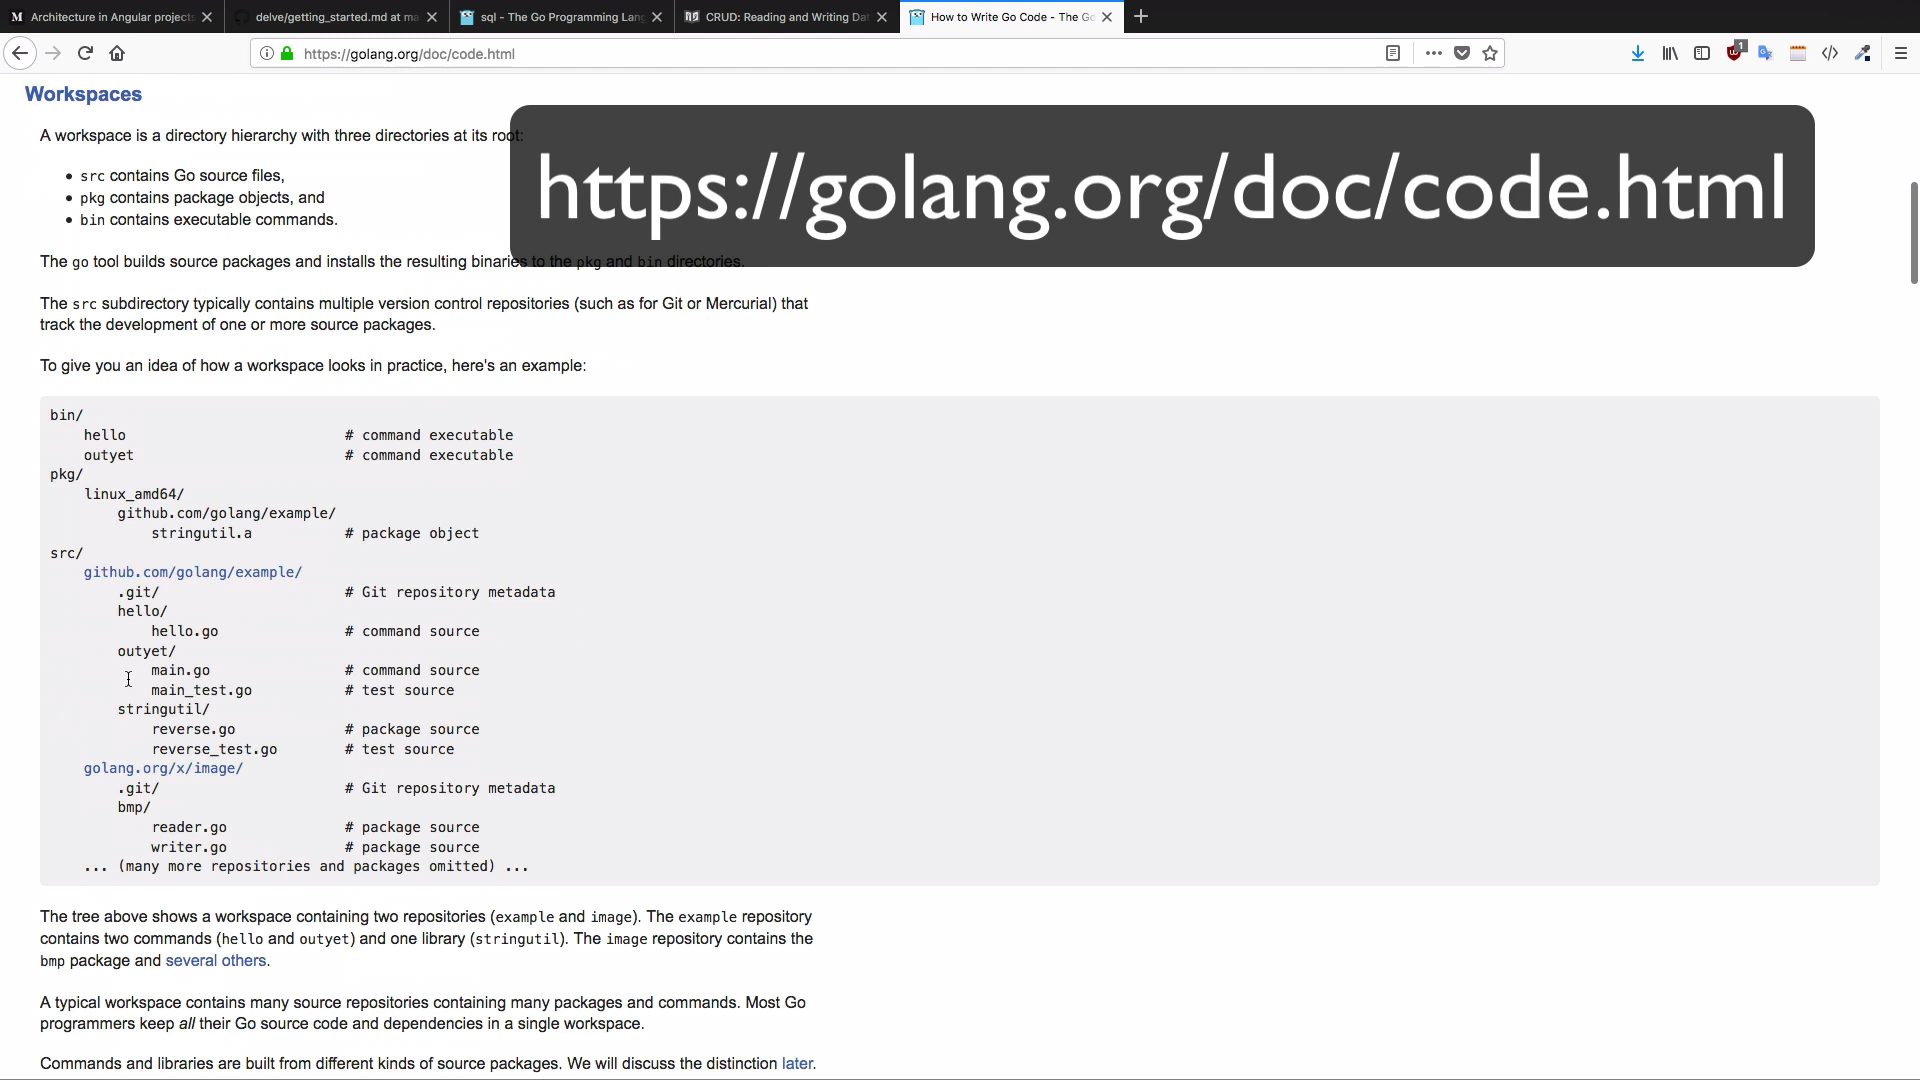 Architecture in Angular projects
delve/getting_started.md at ma
sql - The Go Programming Lang
CRUD: Reading and Writing Dat
How to Write Go Code - The Go
https://golang.org/doc/code.html
1
Workspaces
A workspace is a directory hierarchy with three directories at its root:
https://golang.org/doc/code.html
• src contains Go source files,
• pkg contains package objects, and
• bin contains executable commands.
The go tool builds source packages and installs the resulting binaries to the pkg and bin directories.
The src subdirectory typically contains multiple version control repositories (such as for Git or Mercurial) that
track the development of one or more source packages.
To give you an idea of how a workspace looks in practice, here's an example:
bin/
hello # command executable
outyet # command executable
pkg/
linux_amd64/
github.com/golang/example/
stringutil.a # package object
src/
github.com/golang/example/
.git/ # Git repository metadata
hello/
hello.go # command source
outyet/
main.go # command source
main_test.go # test source
stringutil/
reverse.go # package source
reverse_test.go # test source
golang.org/x/image/
.git/ # Git repository metadata
bmp/
reader.go # package source
writer.go # package source
... (many more repositories and packages omitted) ...
The tree above shows a workspace containing two repositories (example and image). The example repository
contains two commands (hello and outyet) and one library (stringutil). The image repository contains the
bmp package and several others.
A typical workspace contains many source repositories containing many packages and commands. Most Go
programmers keep all their Go source code and dependencies in a single workspace.
Commands and libraries are built from different kinds of source packages. We will discuss the distinction later.